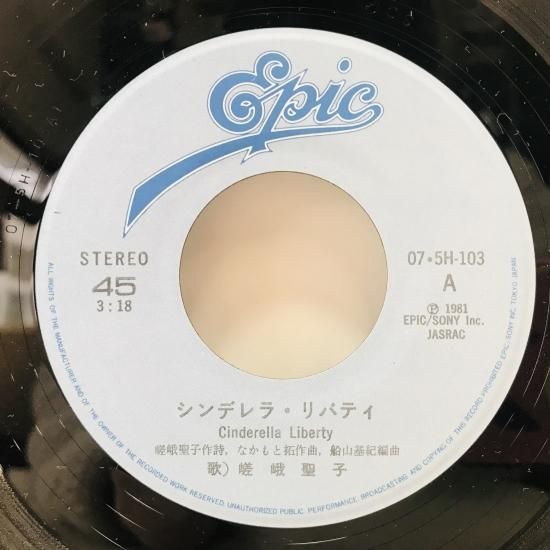 Epic
STEREO
45
3:18
07・5H-103
A
Ⓟ 1981
EPIC/SONY Inc.
JASRAC
シンデレラ・リバティ
Cinderella Liberty
嵯峨聖子作詩，なかもと拓作曲，船山基紀編曲
歌）嵯峨聖子
ALL RIGHTS OF THE MANUFACTURER AND OF THE OWNER OF THE RECORDED WORK RESERVED. UNAUTHORIZED PUBLIC PERFORMANCE, BROADCASTING AND COPYING OF THIS RECORD PROHIBITED EPIC/SONY INC. TOKYO JAPAN